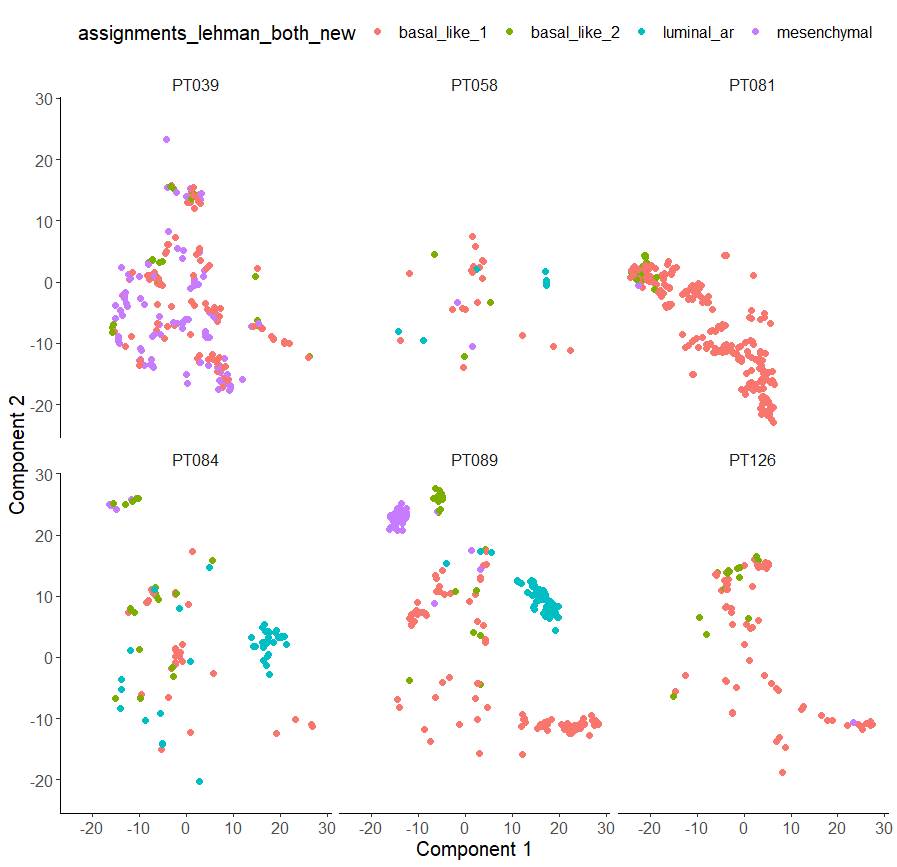 assignments_lehman_both_new basal_like_1 basal_like_2 luminal_ar mesenchymal
PT039 PT058 PT081
30
20
10
0
-10
-20
Component 2
PT084 PT089 PT126
30
20
10
0
-10
-20
-20 -10 0 10 20 30 -20 -10 0 10 20 30 -20 -10 0 10 20 30
Component 1